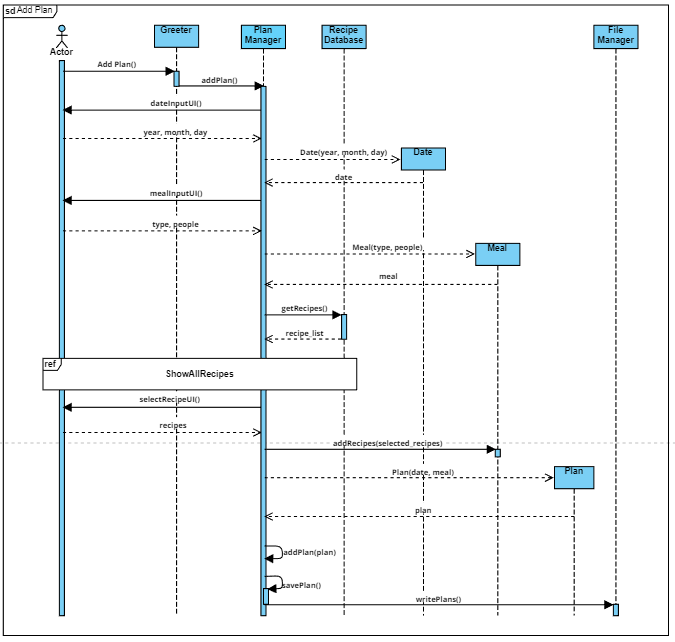 sd Add Plan
Greeter
Plan
Manager
Recipe
Database
File
Manager
Actor
Add Plan()
addPlan()
dateInputUI()
year, month, day
Date(year, month, day)
Date
date
mealInputUI()
type, people
Meal(type, people)
Meal
meal
getRecipes()
recipe_list
ref
ShowAllRecipes
selectRecipeUI()
recipes
addRecipes(selected_recipes)
Plan(date, meal)
Plan
plan
addPlan(plan)
savePlan()
writePlans()